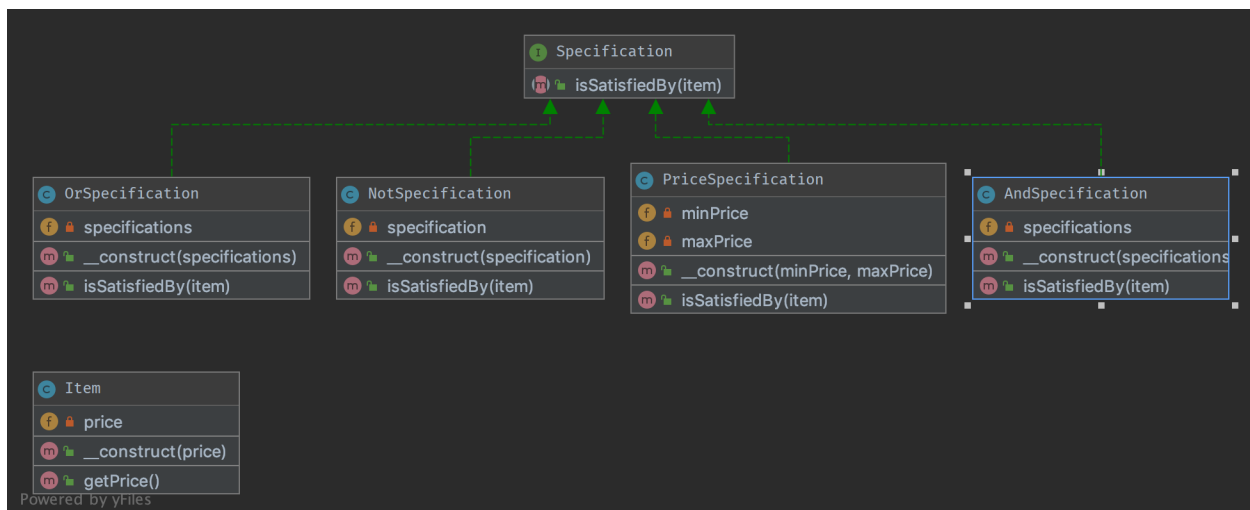 Specification
isSatisfiedBy(item)
OrSpecification
specifications
__construct(specifications)
isSatisfiedBy(item)
NotSpecification
specification
__construct(specification)
isSatisfiedBy(item)
PriceSpecification
minPrice
maxPrice
__construct(minPrice, maxPrice)
isSatisfiedBy(item)
AndSpecification
specifications
__construct(specifications
isSatisfiedBy(item)
Item
price
__construct(price)
getPrice()
Powered by yFiles